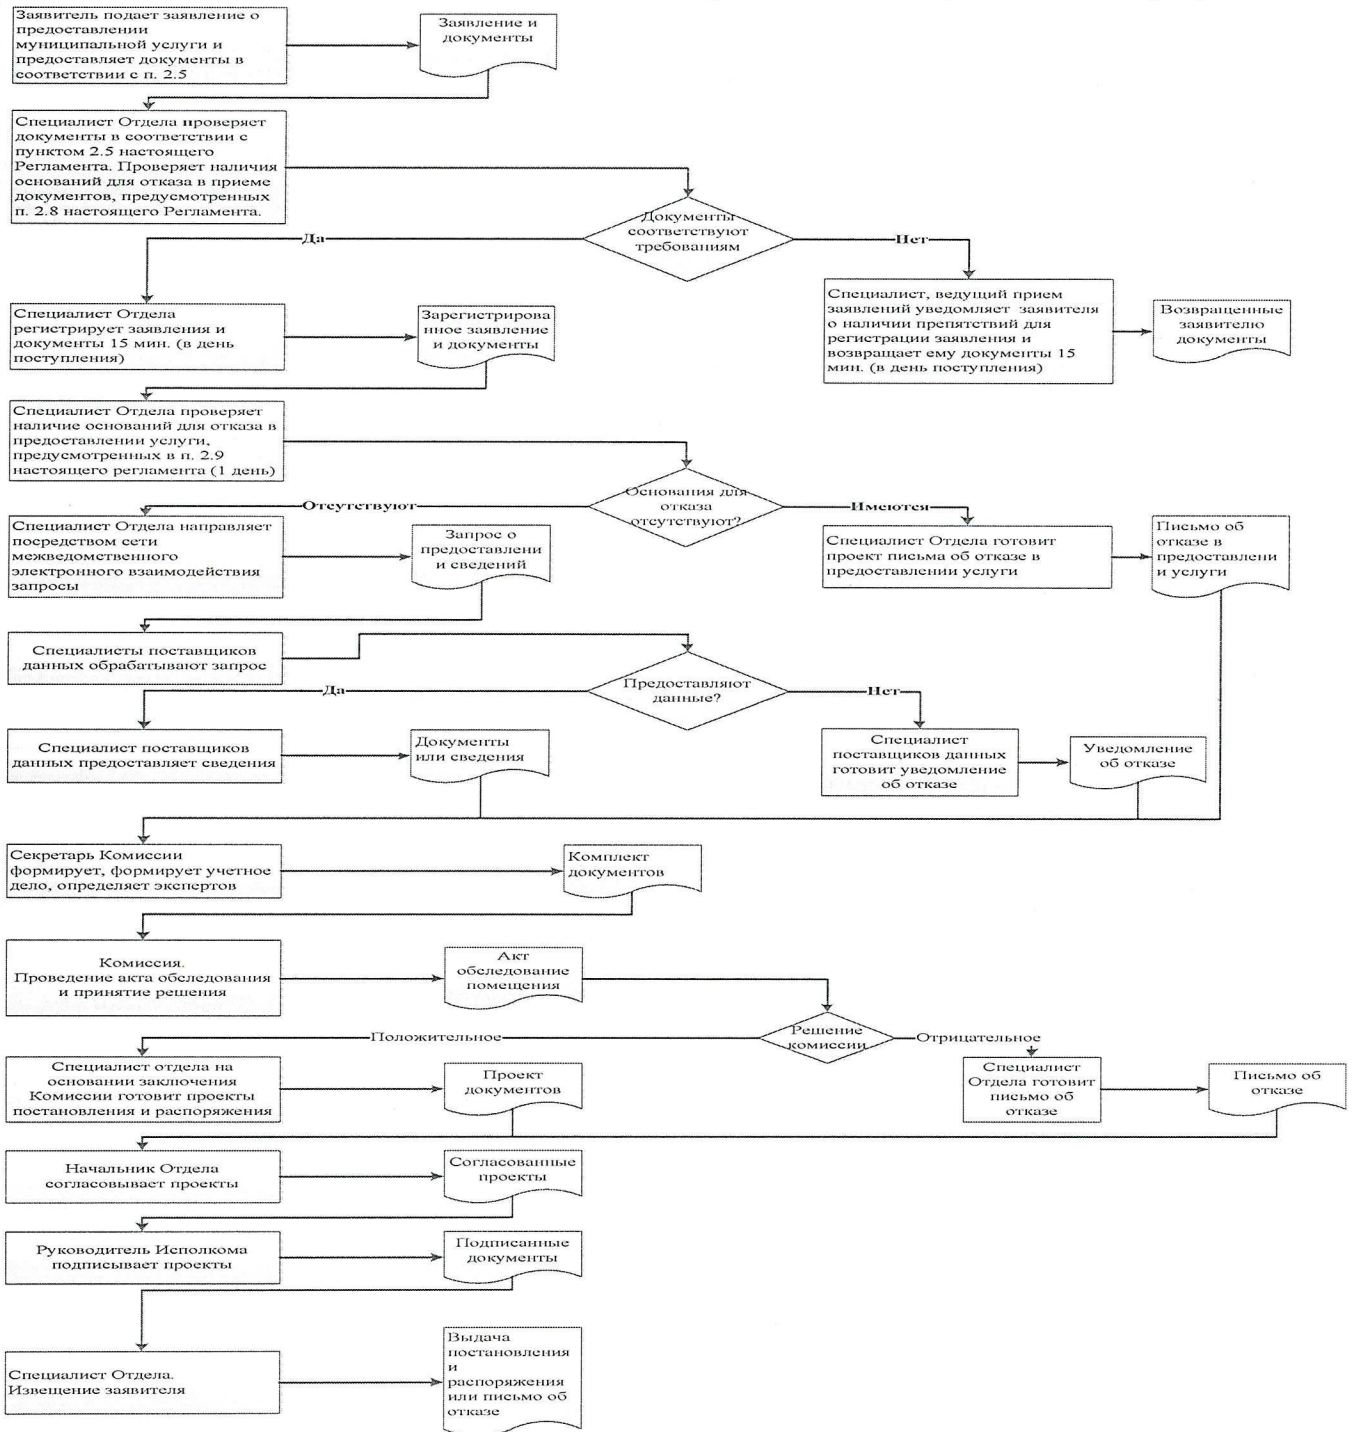 Заявитель подает заявление о
предоставлении
муниципальной услуги и
предоставляет документы в
соответствии с п. 2.5
Заявление и
документы
Специалист Отдела проверяет
документы в соответствии с
пунктом 2.5 настоящего
Регламента. Проверяет наличия
оснований для отказа в приеме
документов, предусмотренных
п. 2.8 настоящего Регламента.
Документы
соответствуют
требованиям
Да
Нет
Специалист Отдела
регистрирует заявления и
документы 15 мин. (в день
поступления)
Зарегистрирова
нное заявление
и документы
Специалист, ведущий прием
заявлений уведомляет заявителя
о наличии препятствий для
регистрации заявления и
возвращает ему документы 15
мин. (в день поступления)
Возвращенные
заявителю
документы
Специалист Отдела проверяет
наличие оснований для отказа в
предоставлении услуги,
предусмотренных в п. 2.9
настоящего регламента (1 день)
Основания для
отказа
отсутствуют?
Отсутствуют
Имеются
Специалист Отдела направляет
посредством сети
межведомственного
электронного взаимодействия
запросы
Запрос о
предоставлени
и сведений
Специалист Отдела готовит
проект письма об отказе в
предоставлении услуги
Письмо об
отказе в
предоставлени
и услуги
Специалисты поставщиков
данных обрабатывают запрос
Предоставляют
данные?
Да
Нет
Специалист поставщиков
данных предоставляет сведения
Документы
или сведения
Специалист
поставщиков данных
готовит уведомление
об отказе
Уведомление
об отказе
Секретарь Комиссии
формирует, формирует учетное
дело, определяет экспертов
Комплект
документов
Комиссия.
Проведение акта обследования
и принятие решения
Акт
обследование
помещения
Решение
комиссии
Положительное
Отрицательное
Специалист отдела на
основании заключения
Комиссии готовит проекты
постановления и распоряжения
Проект
документов
Специалист
Отдела готовит
письмо об
отказе
Письмо об
отказе
Начальник Отдела
согласовывает проекты
Согласованные
проекты
Руководитель Исполкома
подписывает проекты
Подписанные
документы
Специалист Отдела.
Извещение заявителя
Выдача
постановления
и
распоряжения
или письмо об
отказе